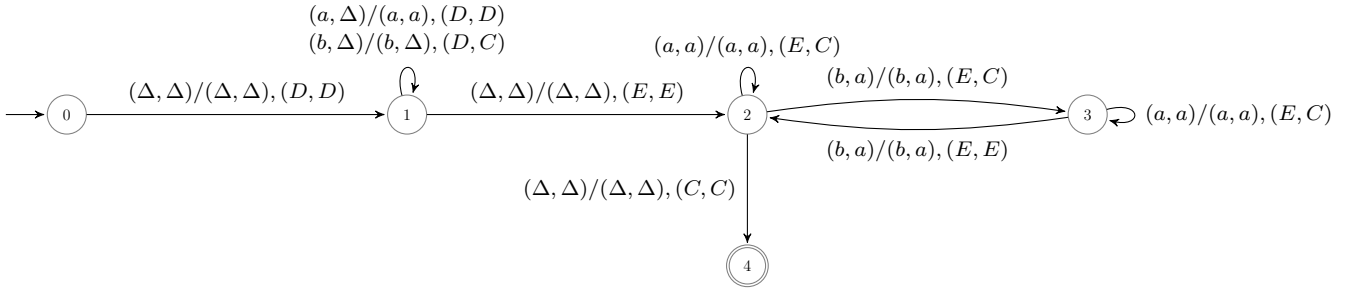 (a, Δ)/(a, a), (D, D)
(b, Δ)/(b, Δ), (D, C)
(a, a)/(a, a), (E, C)
(b, a)/(b, a), (E, C)
(Δ, Δ)/(Δ, Δ), (D, D)
(Δ, Δ)/(Δ, Δ), (E, E)
0
1
2
3
(a, a)/(a, a), (E, C)
(b, a)/(b, a), (E, E)
(Δ, Δ)/(Δ, Δ), (C, C)
4